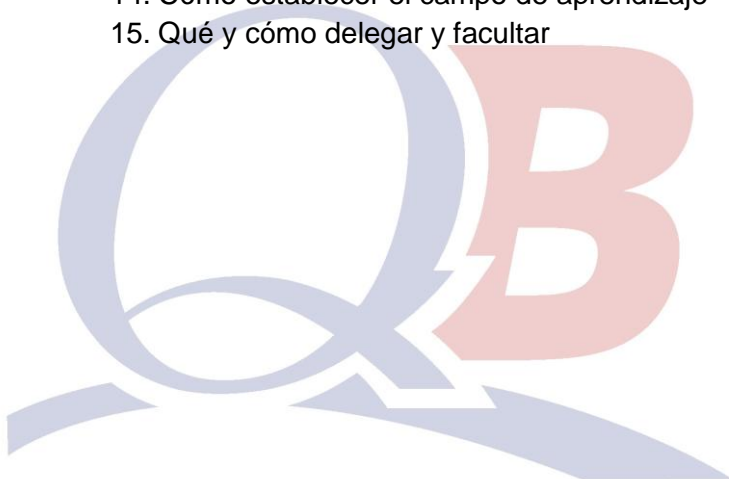 14. Cómo establecer el campo de aprendizaje
15. Qué y cómo delegar y facultar
QB